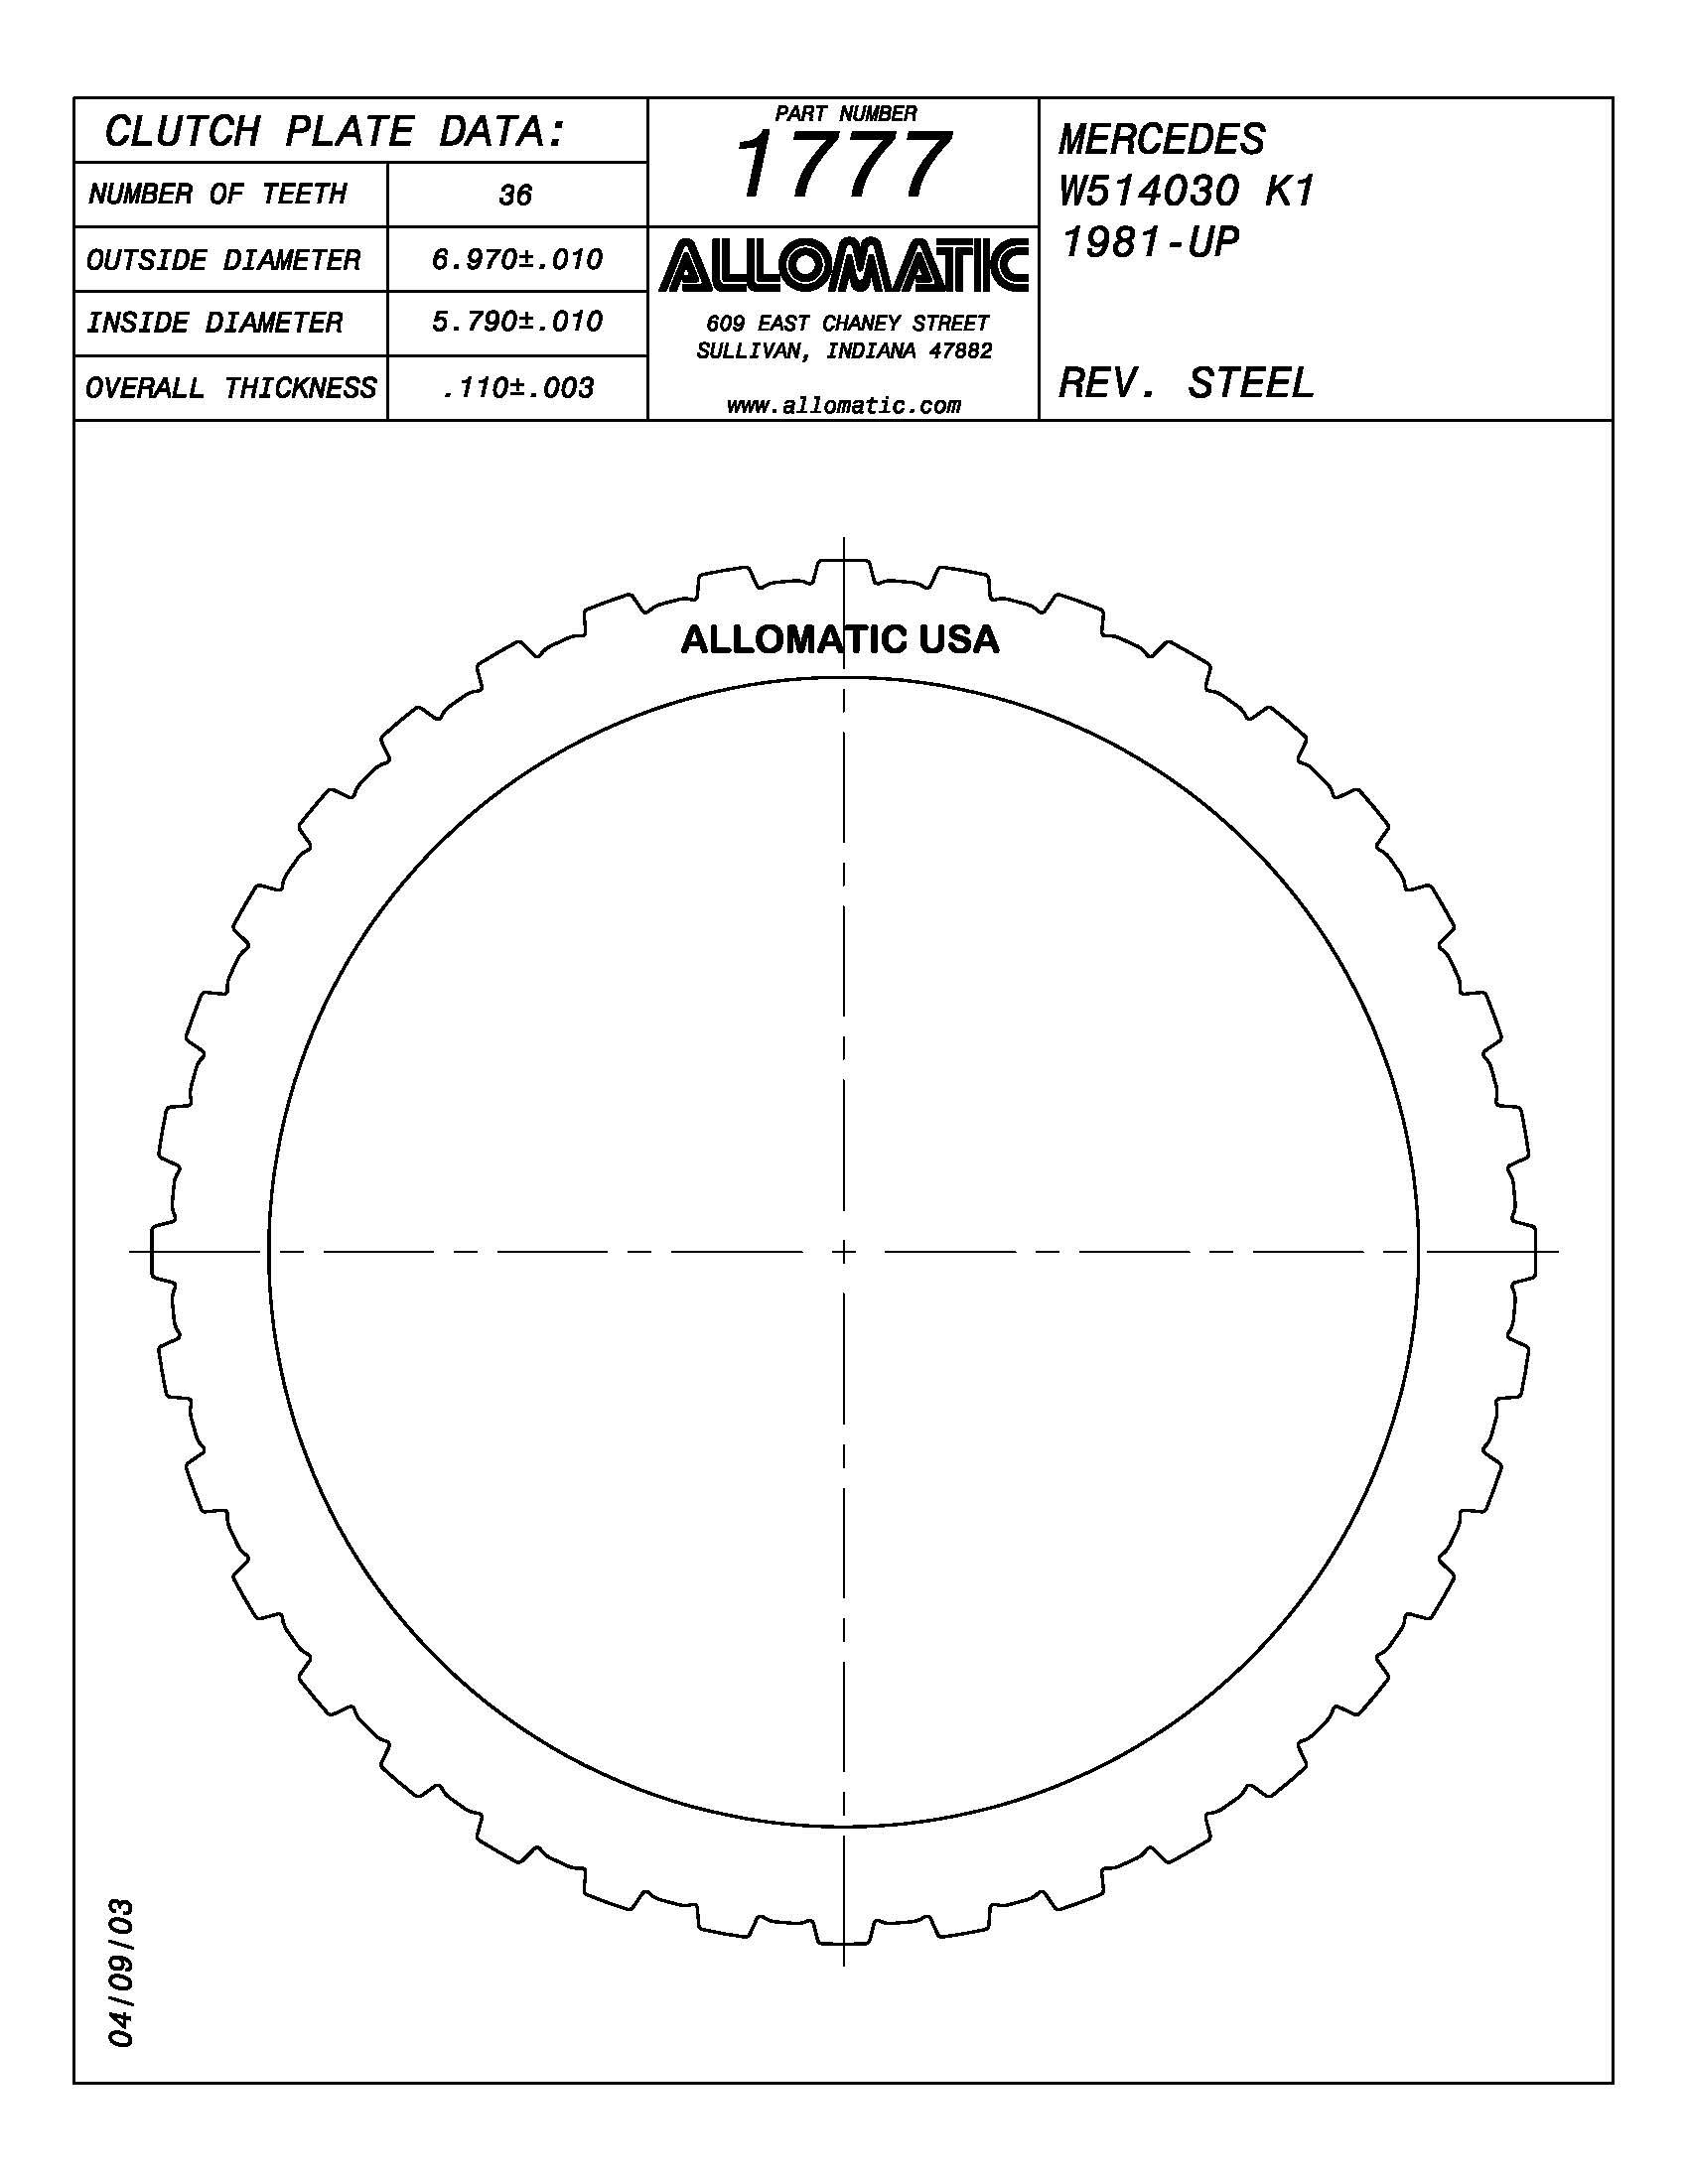 CLUTCH PLATE DATA:
NUMBER OF TEETH 36
OUTSIDE DIAMETER 6.970±.010
INSIDE DIAMETER 5.790±.010
OVERALL THICKNESS .110±.003
PART NUMBER
1777
ALLOMATIC
609 EAST CHANEY STREET
SULLIVAN, INDIANA 47882
www.allomatic.com
MERCEDES
W514030 K1
1981-UP
REV. STEEL
ALLOMATIC USA
04/09/03